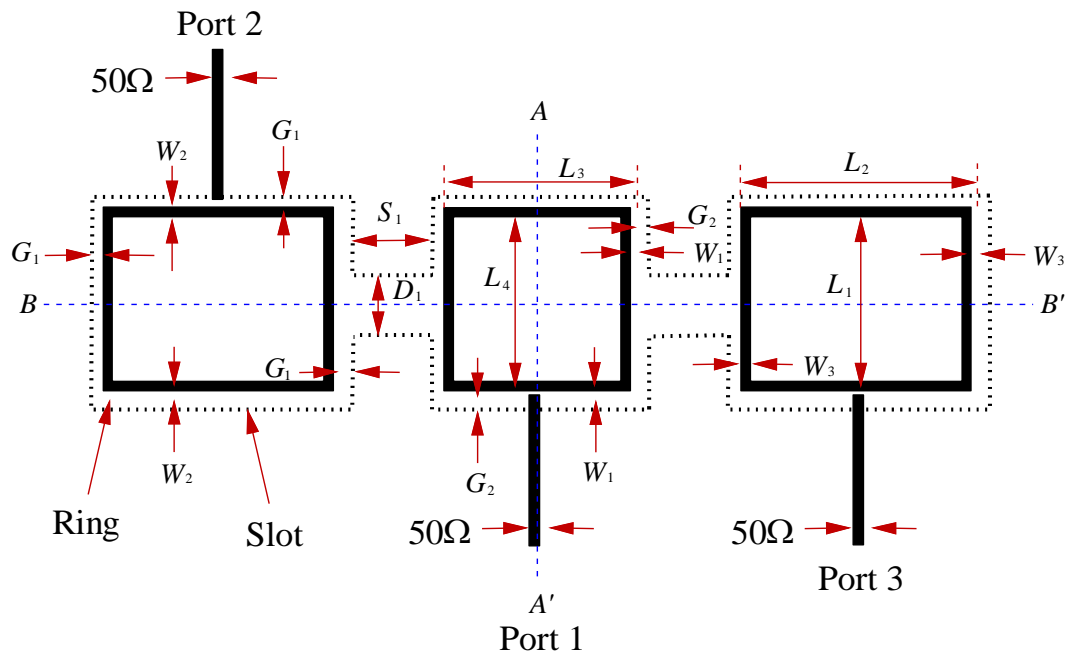 Port 2
50Ω
A
G₁
W₂
L₃
L₂
S₁
G₂
G₁
W₁
W₃
B
D₁
L₄
L₁
B′
G₁
W₃
W₂
G₂
W₁
Ring
Slot
50Ω
50Ω
Port 3
A′
Port 1